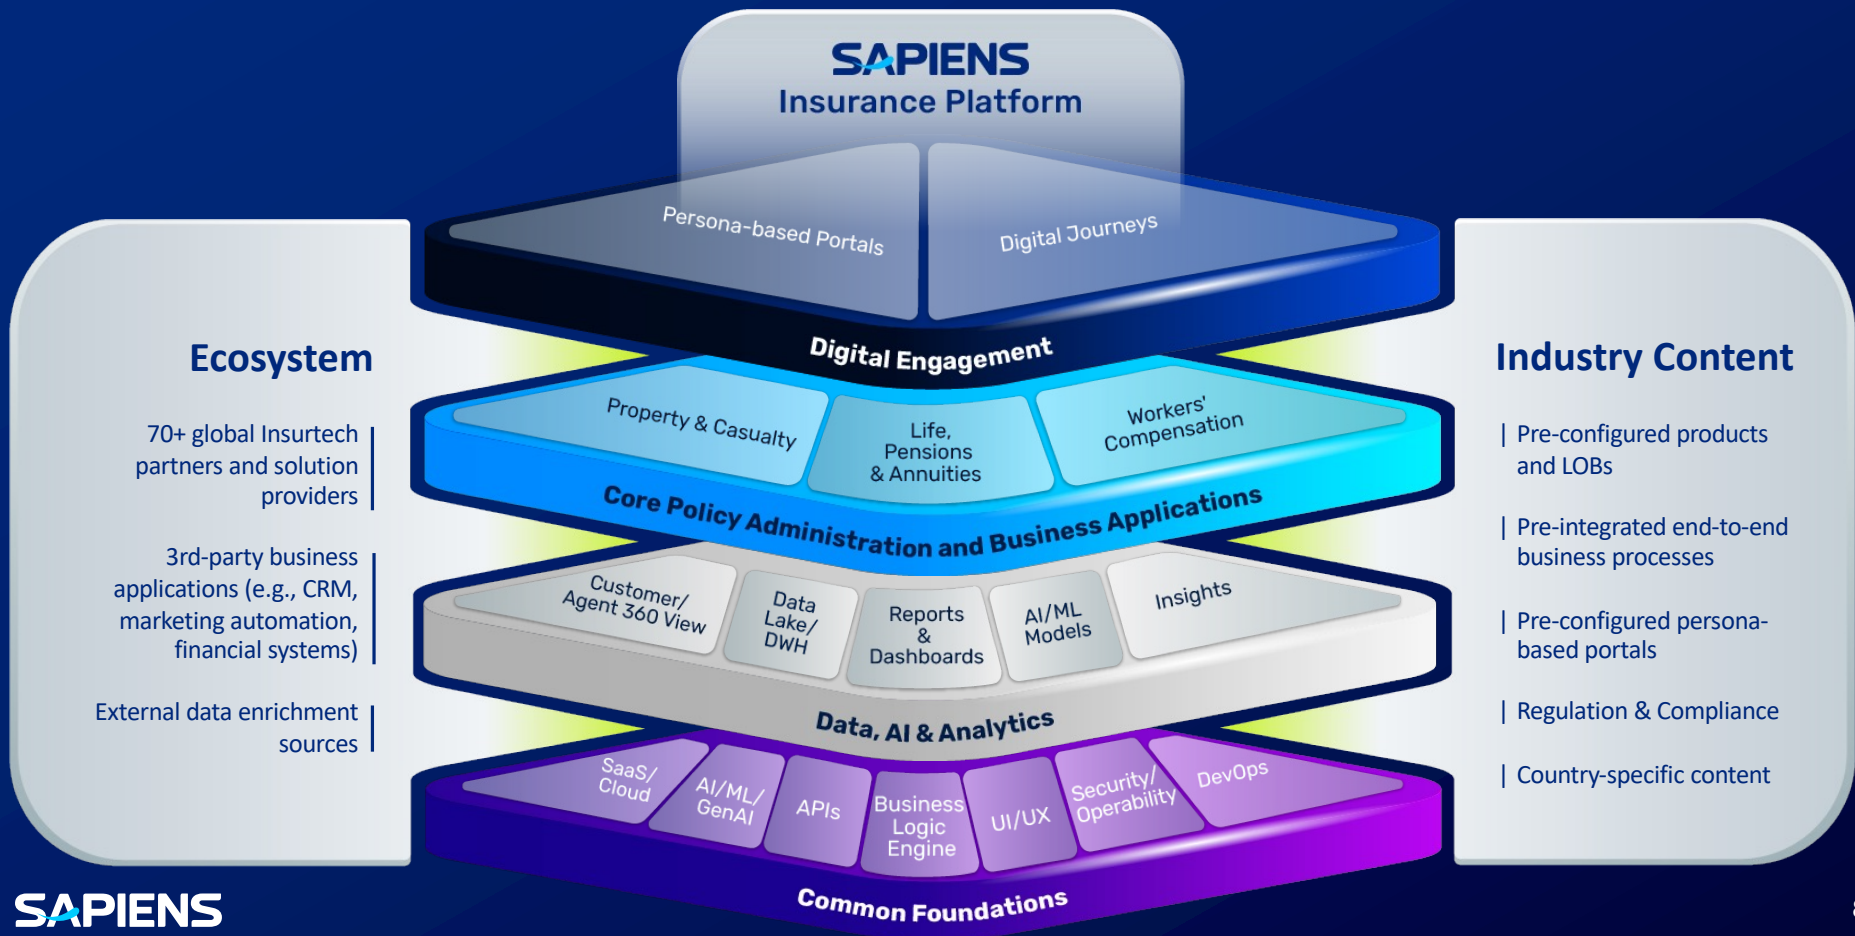 SAPIENS
Insurance Platform
Persona-based Portals
Digital Journeys
Digital Engagement
Property & Casualty
Life,
Pensions
& Annuities
Workers'
Compensation
Core Policy Administration and Business Applications
Customer/
Agent 360 View
Data
Lake/
DWH
Reports
&
Dashboards
AI/ML
Models
Insights
Data, AI & Analytics
SaaS/
Cloud
AI/ML/
GenAI
APIs
Business
Logic
Engine
UI/UX
Security/
Operability
DevOps
Common Foundations
Ecosystem
70+ global Insurtech
partners and solution
providers
3rd-party business
applications (e.g., CRM,
marketing automation,
financial systems)
External data enrichment
sources
Industry Content
| Pre-configured products
and LOBs
| Pre-integrated end-to-end
business processes
| Pre-configured persona-
based portals
| Regulation & Compliance
| Country-specific content
SAPIENS